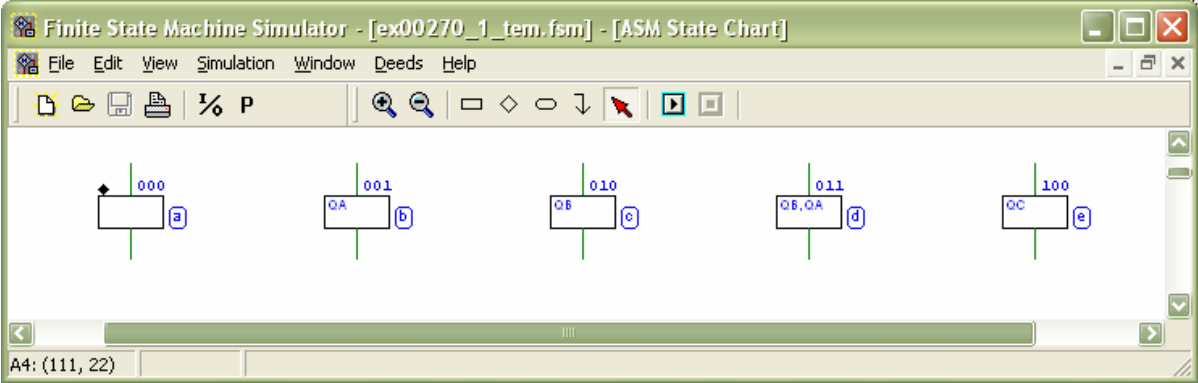 Finite State Machine Simulator - [ex00270_1_tem.fsm] - [ASM State Chart]
File Edit View Simulation Window Deeds Help
I/O P
000 001 010 011 100
QA QB QB,QA QC
a b c d e
A4: (111, 22)